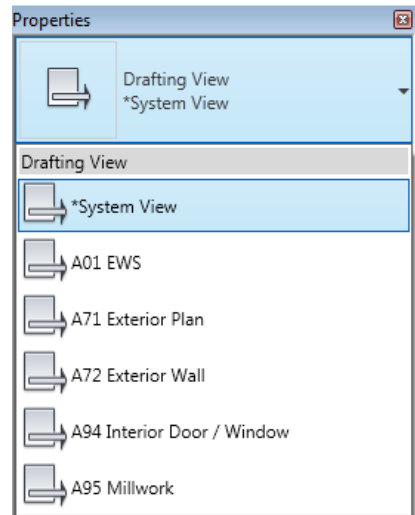 Properties
Drafting View
*System View
Drafting View
*System View
A01 EWS
A71 Exterior Plan
A72 Exterior Wall
A94 Interior Door / Window
A95 Millwork